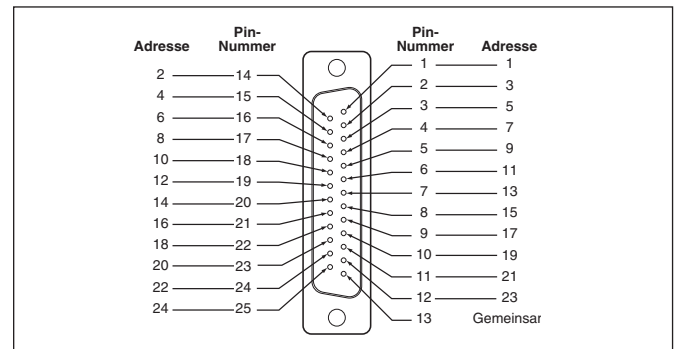 Pin- Pin-
Adresse Nummer Nummer Adresse
1 1
2 14 2 3
4 15 3 5
6 16 4 7
8 17 5 9
10 18 6 11
12 19 7 13
14 20 8 15
16 21 9 17
18 22 10 19
20 23 11 21
22 24 12 23
24 25 13 Gemeinsar